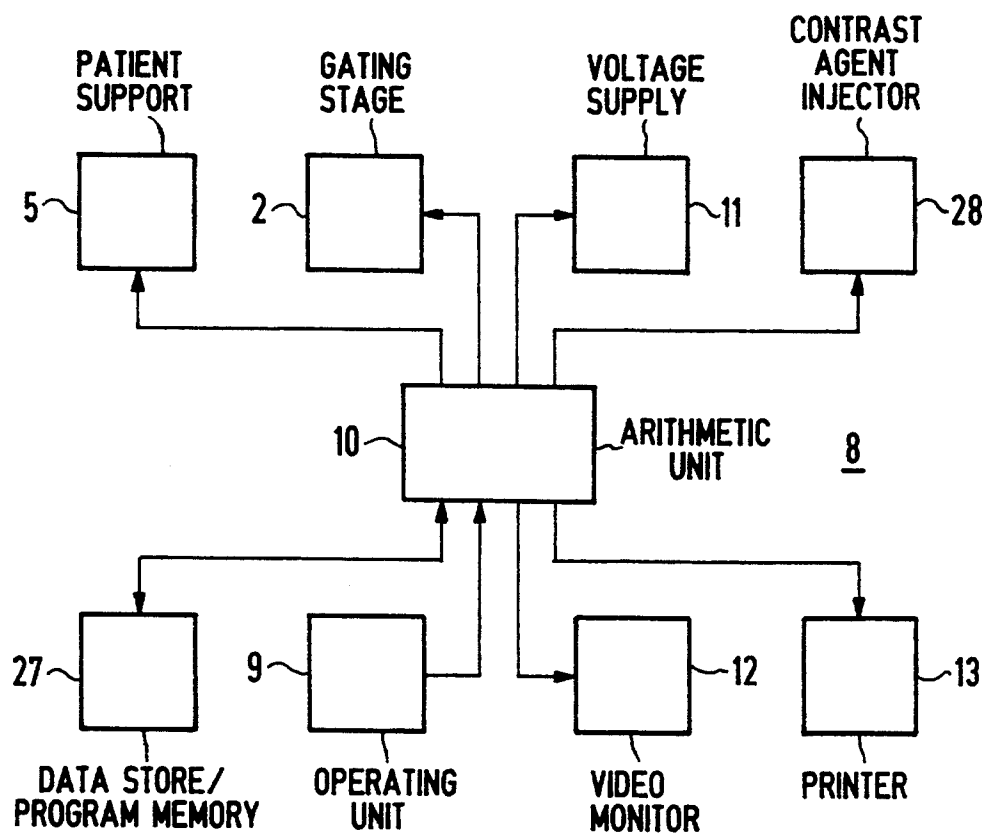 PATIENT
SUPPORT
GATING
STAGE
VOLTAGE
SUPPLY
CONTRAST
AGENT
INJECTOR
5
2
11
28
10
ARITHMETIC
UNIT
8
27
9
12
13
DATA STORE/
PROGRAM MEMORY
OPERATING
UNIT
VIDEO
MONITOR
PRINTER